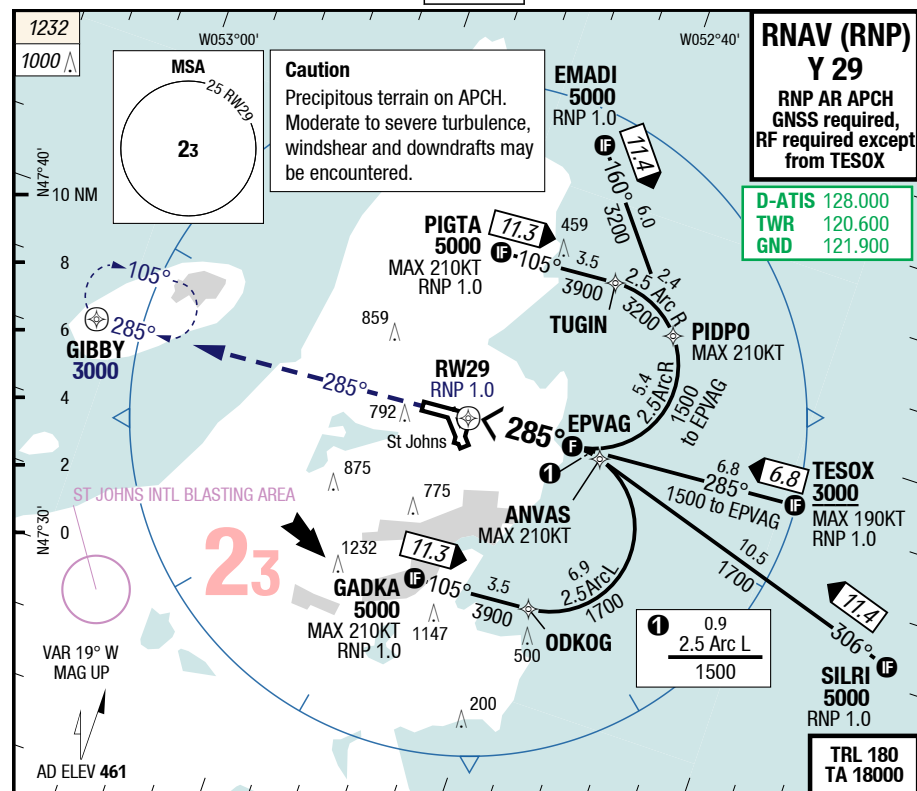 1232
1000
W053°00'
W052°40'
N47°40'
10 NM
8
6
4
2
N47°30'
0
MSA
25 RW29
23
Caution
Precipitous terrain on APCH.
Moderate to severe turbulence,
windshear and downdrafts may
be encountered.
RNAV (RNP)
Y 29
RNP AR APCH
GNSS required,
RF required except
from TESOX
D-ATIS 128.000
TWR 120.600
GND 121.900
EMADI
5000
RNP 1.0
IF
11.4
160°
6.0
3200
2.4
2.5 Arc R
3200
PIGTA
5000
MAX 210KT
RNP 1.0
11.3
IF
105°
3.5
3900
459
TUGIN
PIDPO
MAX 210KT
5.4
2.5ArcR
1500
to EPVAG
105°
285°
GIBBY
3000
285°
859
792
RW29
RNP 1.0
St Johns
285°
F
EPVAG
1
ANVAS
MAX 210KT
6.8
285°
1500 to EPVAG
6.8
TESOX
3000
IF
MAX 190KT
RNP 1.0
10.5
1700
11.4
306°
IF
SILRI
5000
RNP 1.0
875
775
ST JOHNS INTL BLASTING AREA
23
1232
11.3
GADKA
5000
MAX 210KT
RNP 1.0
IF
105°
3.5
3900
1147
ODKOG
500
6.9
2.5ArcL
1700
200
1
0.9
2.5 Arc L
1500
VAR 19° W
MAG UP
AD ELEV 461
TRL 180
TA 18000